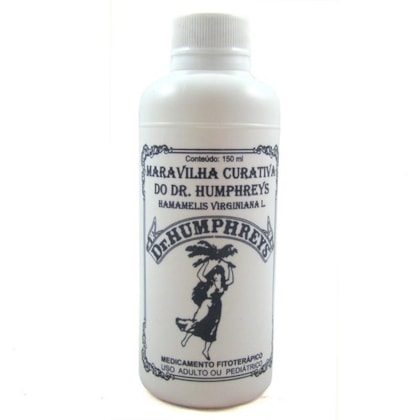 Conteúdo: 150 ml
MARAVILHA CURATIVA
DO DR. HUMPHREYS
HAMAMELIS VIRGINIANA L.
Dr. HUMPHREYS
MEDICAMENTO FITOTERÁPICO
USO ADULTO OU PEDIÁTRICO